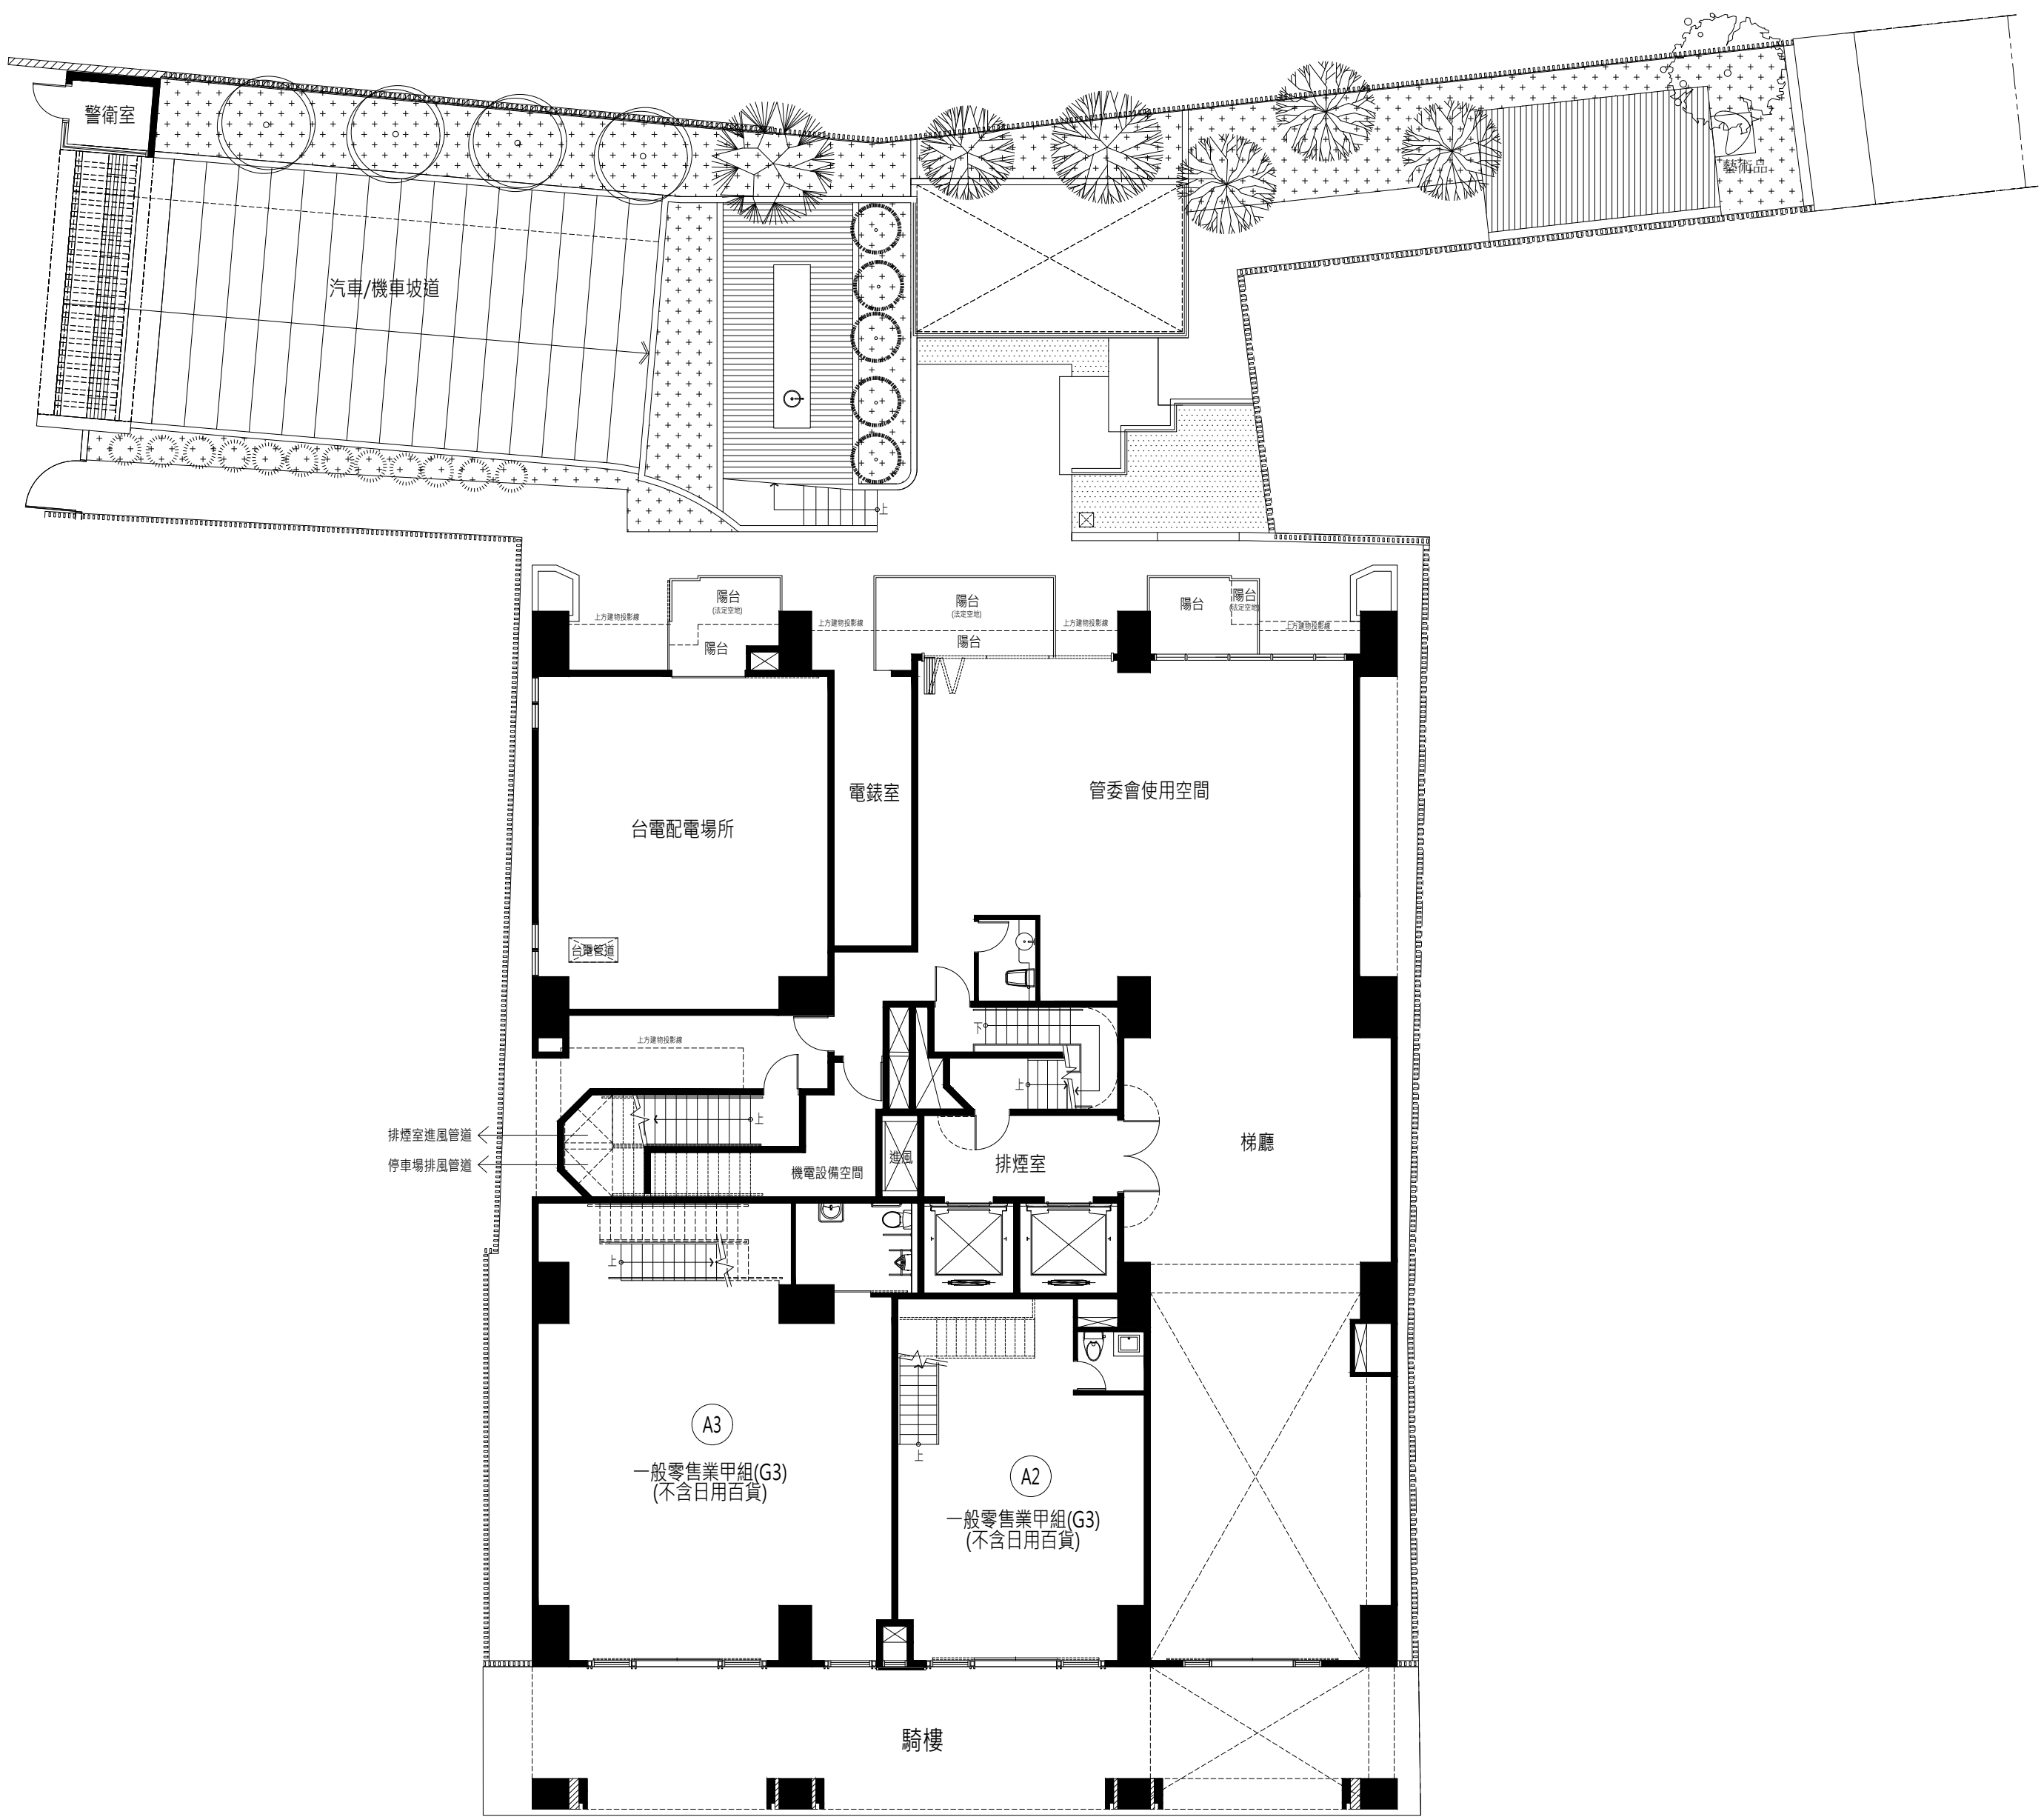 警衛室
藝術品
汽車/機車坡道
上
陽台
(法定空地)
陽台
(法定空地)
陽台
陽台
(法定空地)
上方建物投影線
上方建物投影線
上方建物投影線
上方建物投影線
陽台
陽台
電錶室
管委會使用空間
台電配電場所
台電管道
下
上方建物投影線
上
上
排煙室進風管道
停車場排風管道
梯廳
進風
排煙室
機電設備空間
上
A3
上
一般零售業甲組(G3)
(不含日用百貨)
A2
一般零售業甲組(G3)
(不含日用百貨)
騎樓